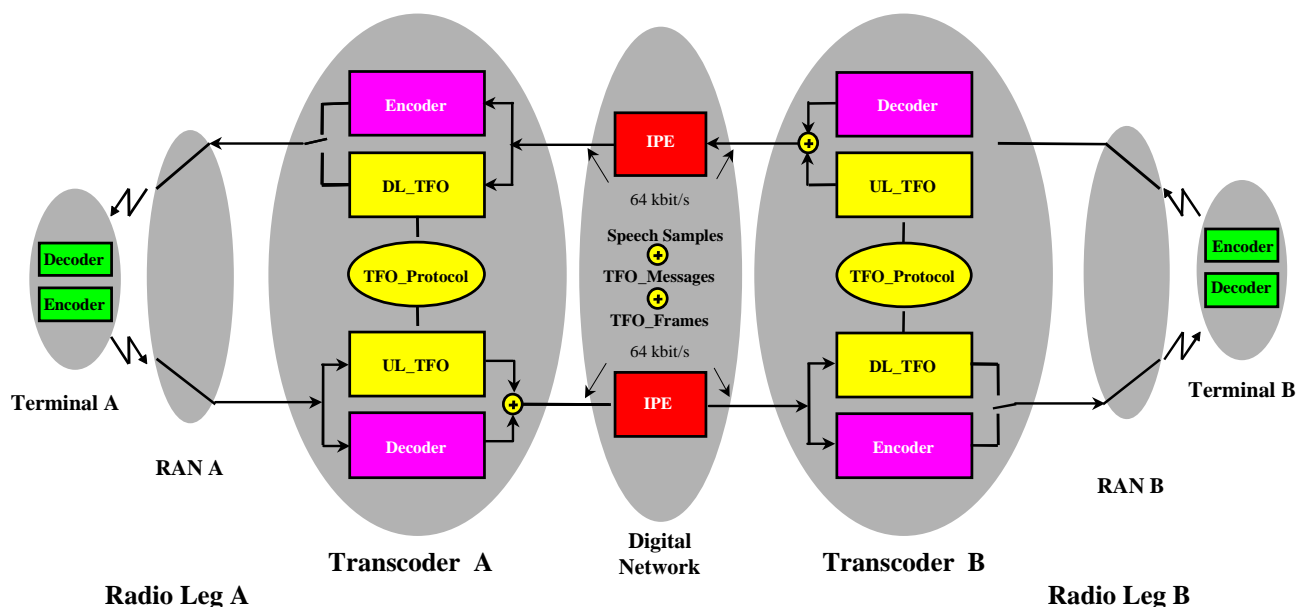 Encoder
IPE
Decoder
DL_TFO
UL_TFO
64 kbit/s
Decoder
Encoder
TFO_Protocol
Speech Samples
+
TFO_Messages
+
TFO_Frames
TFO_Protocol
+
Encoder
Decoder
UL_TFO
64 kbit/s
DL_TFO
Terminal A
+
IPE
Terminal B
Decoder
Encoder
RAN A
RAN B
Transcoder A
Digital
Network
Transcoder B
Radio Leg A
Radio Leg B